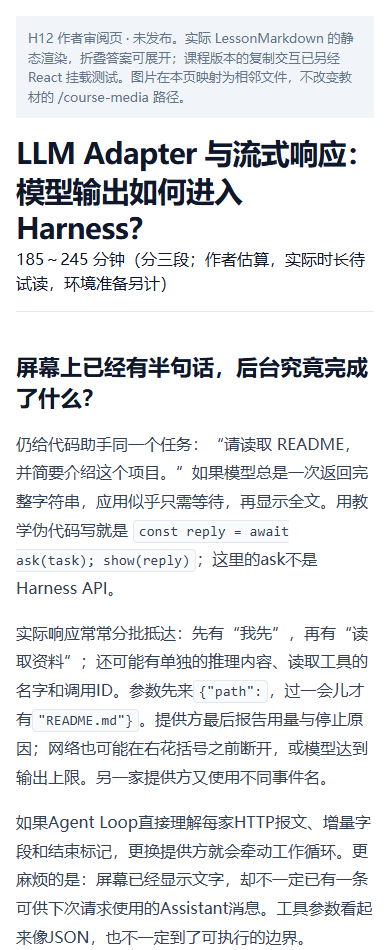 H12 作者审阅页 · 未发布。实际 LessonMarkdown 的静
态渲染，折叠答案可展开；课程版本的复制交互已另经
React 挂载测试。图片在本页映射为相邻文件，不改变教
材的 /course-media 路径。
LLM Adapter 与流式响应：
模型输出如何进入
Harness？
185～245 分钟（分三段；作者估算，实际时长待
试读，环境准备另计）
屏幕上已经有半句话，后台究竟完成
了什么？
仍给代码助手同一个任务：“请读取 README，
并简要介绍这个项目。”如果模型总是一次返回完
整字符串，应用似乎只需等待，再显示全文。用教
学伪代码写就是 const reply = await
ask(task); show(reply)；这里的ask不是
Harness API。
实际响应常常分批抵达：先有“我先”，再有“读
取资料”；还可能有单独的推理内容、读取工具的
名字和调用ID。参数先来{"path":，过一会儿才
有"README.md"}。提供方最后报告用量与停止原
因；网络也可能在右花括号之前断开，或模型达到
输出上限。另一家提供方又使用不同事件名。
如果Agent Loop直接理解每家HTTP报文、增量字
段和结束标记，更换提供方就会牵动工作循环。更
麻烦的是：屏幕已经显示文字，却不一定已有一条
可供下次请求使用的Assistant消息。工具参数看起
来像JSON，也不一定到了可执行的边界。